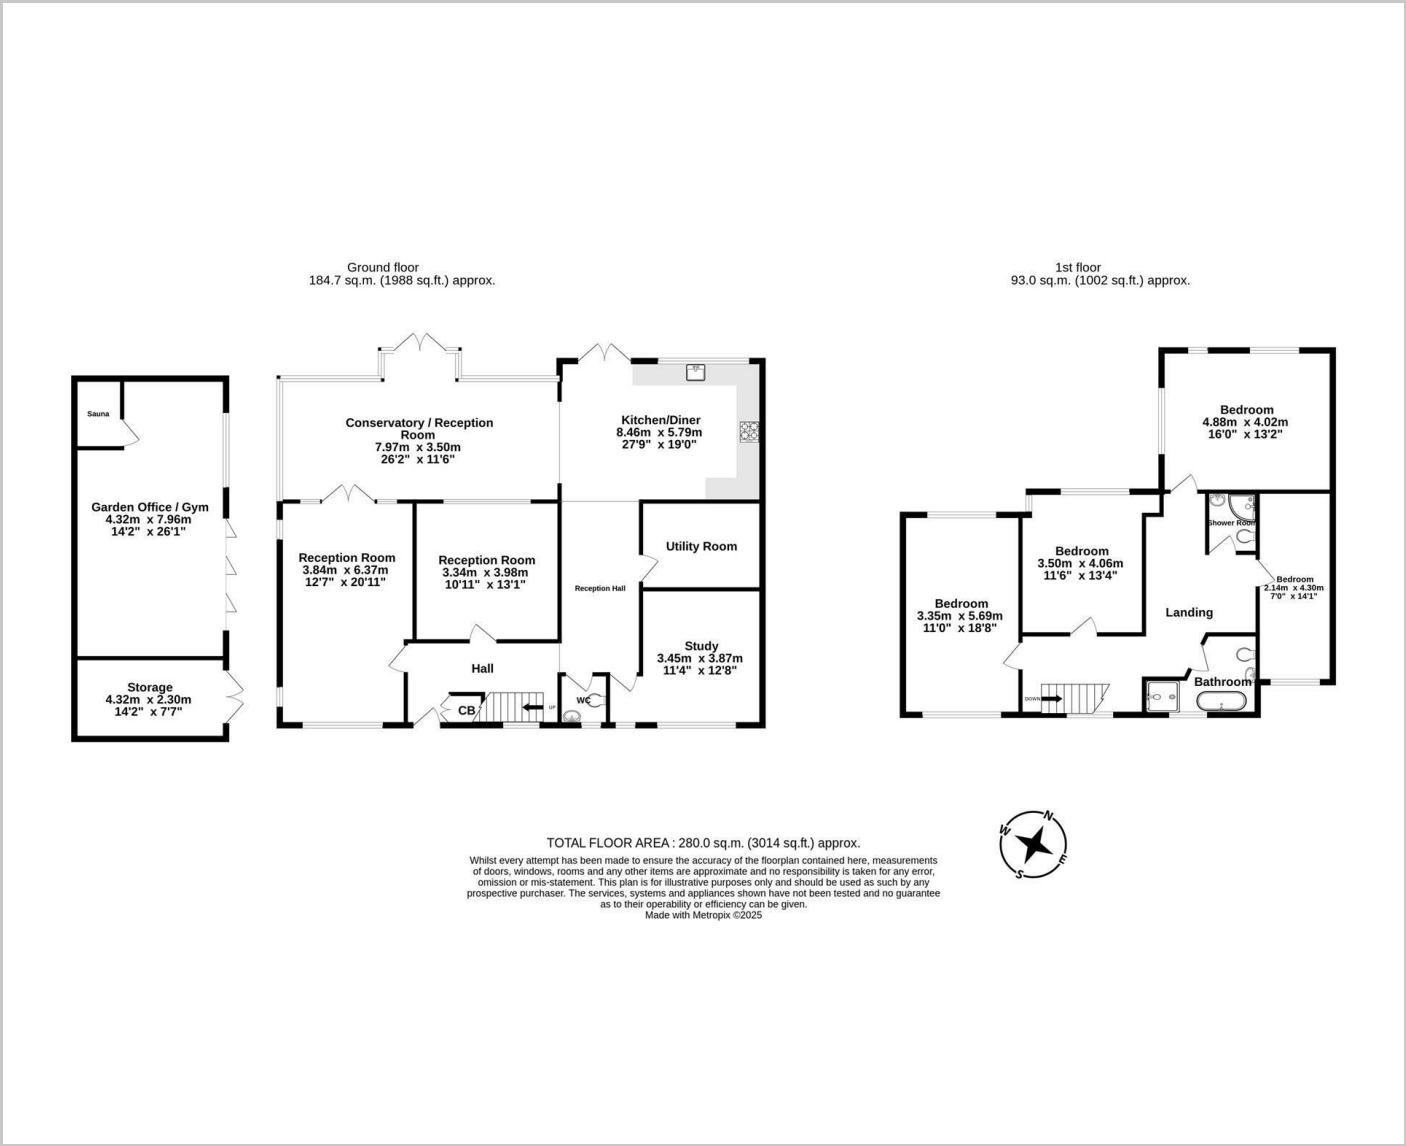 Ground floor
184.7 sq.m. (1988 sq.ft.) approx.
1st floor
93.0 sq.m. (1002 sq.ft.) approx.
Sauna
Garden Office / Gym
4.32m x 7.96m
14'2" x 26'1"
Storage
4.32m x 2.30m
14'2" x 7'7"
Conservatory / Reception
Room
7.97m x 3.50m
26'2" x 11'6"
Kitchen/Diner
8.46m x 5.79m
27'9" x 19'0"
Reception Room
3.84m x 6.37m
12'7" x 20'11"
Reception Room
3.34m x 3.98m
10'11" x 13'1"
Utility Room
Reception Hall
Study
3.45m x 3.87m
11'4" x 12'8"
Hall
CB
UP
WC
Bedroom
4.88m x 4.02m
16'0" x 13'2"
Shower Room
Bedroom
3.50m x 4.06m
11'6" x 13'4"
Bedroom
2.14m x 4.30m
7'0" x 14'1"
Bedroom
3.35m x 5.69m
11'0" x 18'8"
Landing
Bathroom
DOWN
N
W
E
S
TOTAL FLOOR AREA : 280.0 sq.m. (3014 sq.ft.) approx.
Whilst every attempt has been made to ensure the accuracy of the floorplan contained here, measurements
of doors, windows, rooms and any other items are approximate and no responsibility is taken for any error,
omission or mis-statement. This plan is for illustrative purposes only and should be used as such by any
prospective purchaser. The services, systems and appliances shown have not been tested and no guarantee
as to their operability or efficiency can be given.
Made with Metropix ©2025